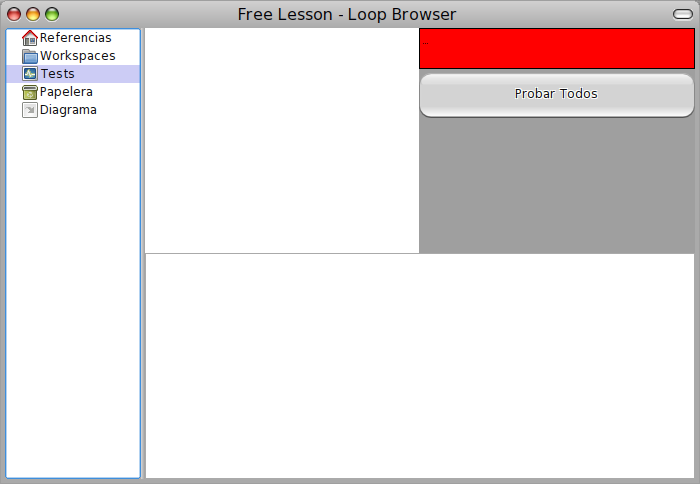 Free Lesson - Loop Browser
Referencias
Workspaces
Tests
Papelera
Diagrama
Probar Todos